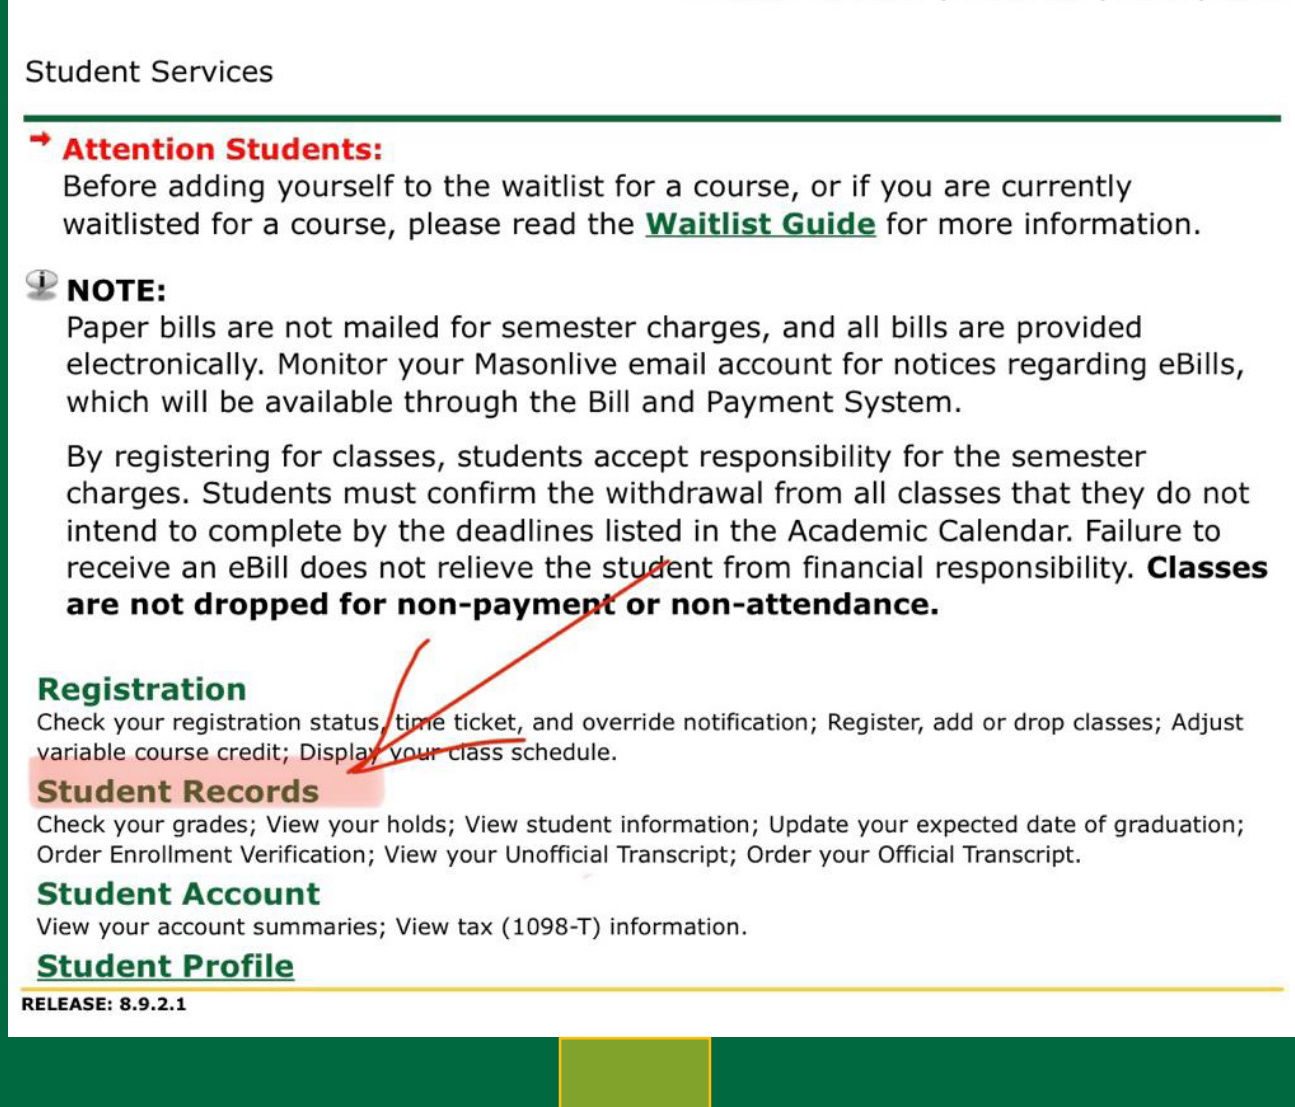 Student Services
Attention Students:
Before adding yourself to the waitlist for a course, or if you are currently
waitlisted for a course, please read the Waitlist Guide for more information.
NOTE:
Paper bills are not mailed for semester charges, and all bills are provided
electronically. Monitor your Masonlive email account for notices regarding eBills,
which will be available through the Bill and Payment System.
By registering for classes, students accept responsibility for the semester
charges. Students must confirm the withdrawal from all classes that they do not
intend to complete by the deadlines listed in the Academic Calendar. Failure to
receive an eBill does not relieve the student from financial responsibility. Classes
are not dropped for non-payment or non-attendance.
Registration
Check your registration status, time ticket, and override notification; Register, add or drop classes; Adjust
variable course credit; Display your class schedule.
Student Records
Check your grades; View your holds; View student information; Update your expected date of graduation;
Order Enrollment Verification; View your Unofficial Transcript; Order your Official Transcript.
Student Account
View your account summaries; View tax (1098-T) information.
Student Profile
RELEASE: 8.9.2.1